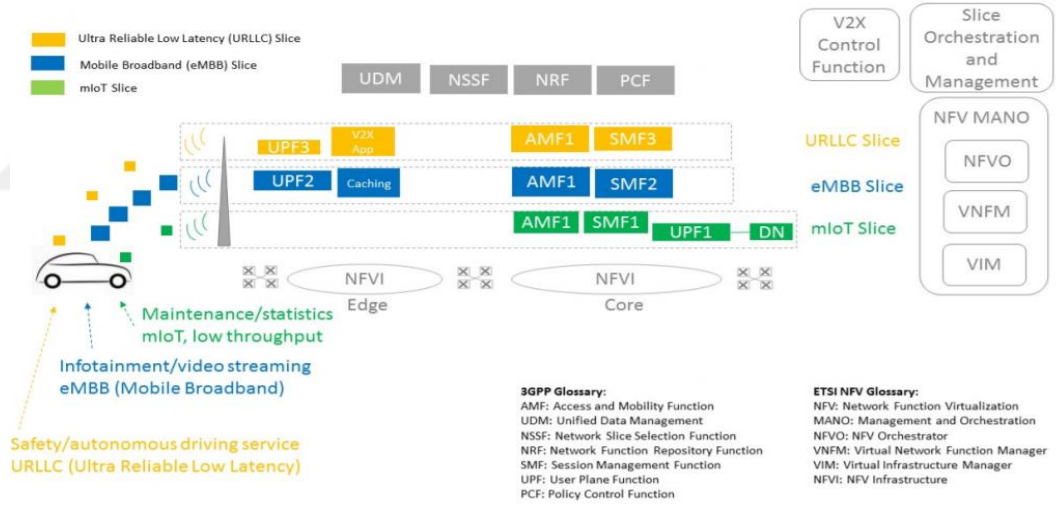 Ultra Reliable Low Latency (URLLC) Slice
Mobile Broadband (eMBB) Slice
mIoT Slice
UDM
NSSF
NRF
PCF
V2X
Control
Function
Slice
Orchestration
and
Management
UPF3
V2X
App
AMF1
SMF3
URLLC Slice
UPF2
Caching
AMF1
SMF2
eMBB Slice
AMF1
SMF1
UPF1
DN
mIoT Slice
NFV MANO
NFVO
VNFM
VIM
NFVI
Edge
NFVI
Core
Maintenance/statistics
mIoT, low throughput
Infotainment/video streaming
eMBB (Mobile Broadband)
Safety/autonomous driving service
URLLC (Ultra Reliable Low Latency)
3GPP Glossary:
AMF: Access and Mobility Function
UDM: Unified Data Management
NSSF: Network Slice Selection Function
NRF: Network Function Repository Function
SMF: Session Management Function
UPF: User Plane Function
PCF: Policy Control Function
ETSI NFV Glossary:
NFV: Network Function Virtualization
MANO: Management and Orchestration
NFVO: NFV Orchestrator
VNFM: Virtual Network Function Manager
VIM: Virtual Infrastructure Manager
NFVI: NFV Infrastructure